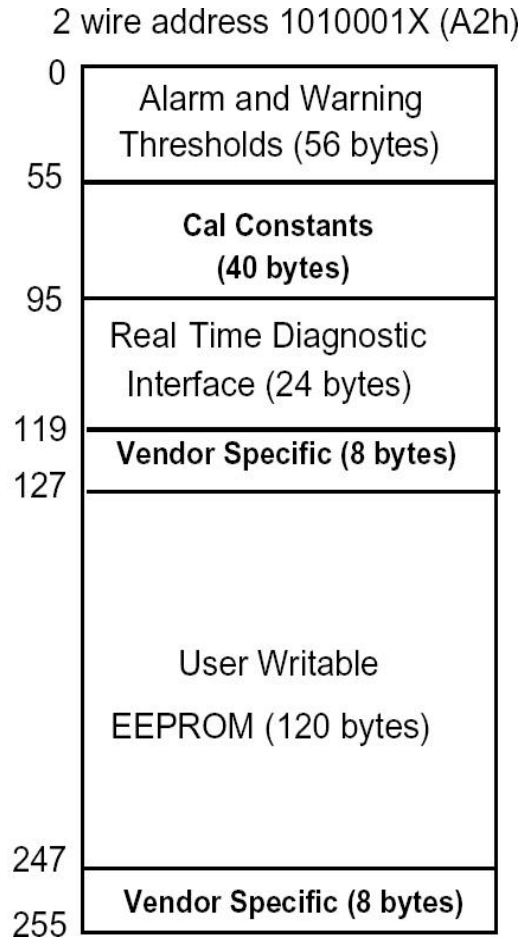 2 wire address 1010001X (A2h)
0
Alarm and Warning
Thresholds (56 bytes)
55
Cal Constants
(40 bytes)
95
Real Time Diagnostic
Interface (24 bytes)
119
Vendor Specific (8 bytes)
127
User Writable
EEPROM (120 bytes)
247
Vendor Specific (8 bytes)
255